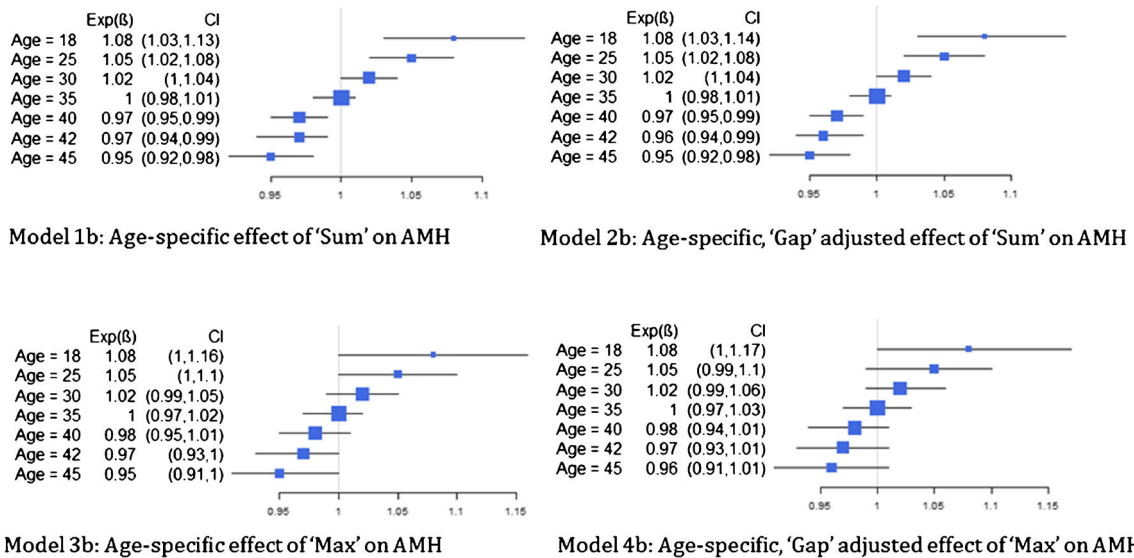 Exp(ß) CI
Age = 18 1.08 (1.03,1.13)
Age = 25 1.05 (1.02,1.08)
Age = 30 1.02 (1,1.04)
Age = 35 1 (0.98,1.01)
Age = 40 0.97 (0.95,0.99)
Age = 42 0.97 (0.94,0.99)
Age = 45 0.95 (0.92,0.98)
0.95 1 1.05 1.1
Model 1b: Age-specific effect of ‘Sum’ on AMH
Exp(ß) CI
Age = 18 1.08 (1.03,1.14)
Age = 25 1.05 (1.02,1.08)
Age = 30 1.02 (1,1.04)
Age = 35 1 (0.98,1.01)
Age = 40 0.97 (0.95,0.99)
Age = 42 0.96 (0.94,0.99)
Age = 45 0.95 (0.92,0.98)
0.95 1 1.05 1.1
Model 2b: Age-specific, ‘Gap’ adjusted effect of ‘Sum’ on AMH
Exp(ß) CI
Age = 18 1.08 (1,1.16)
Age = 25 1.05 (1,1.1)
Age = 30 1.02 (0.99,1.05)
Age = 35 1 (0.97,1.02)
Age = 40 0.98 (0.95,1.01)
Age = 42 0.97 (0.93,1)
Age = 45 0.95 (0.91,1)
0.95 1 1.05 1.1 1.15
Model 3b: Age-specific effect of ‘Max’ on AMH
Exp(ß) CI
Age = 18 1.08 (1,1.17)
Age = 25 1.05 (0.99,1.1)
Age = 30 1.02 (0.99,1.06)
Age = 35 1 (0.97,1.03)
Age = 40 0.98 (0.94,1.01)
Age = 42 0.97 (0.93,1.01)
Age = 45 0.96 (0.91,1.01)
0.95 1 1.05 1.1 1.15
Model 4b: Age-specific, ‘Gap’ adjusted effect of ‘Max’ on AMH